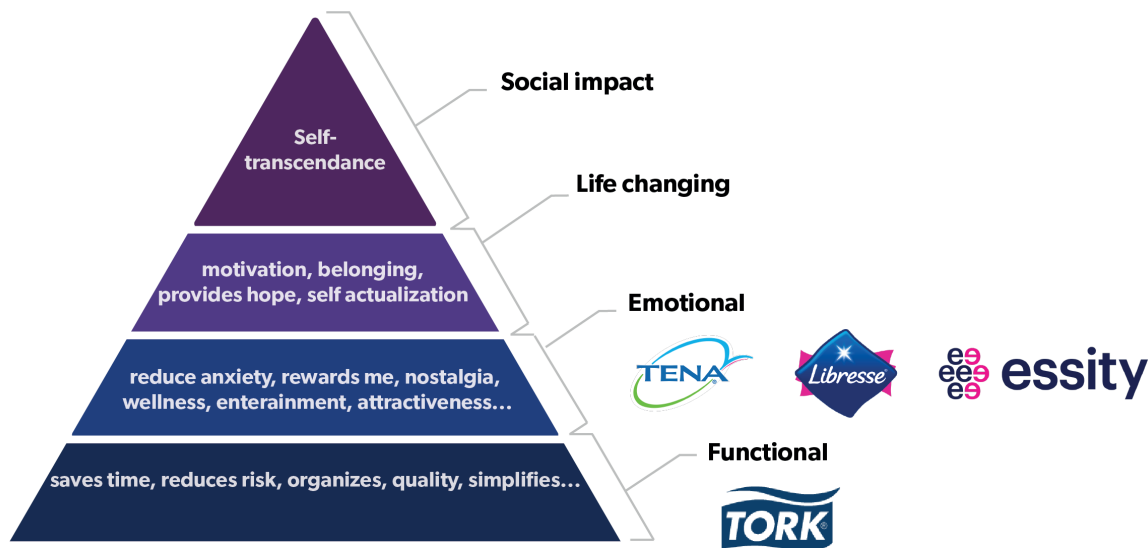 Social impact
Self-
transcendance
Life changing
motivation, belonging,
provides hope, self actualization
Emotional
TENA®
Libresse®
essity
reduce anxiety, rewards me, nostalgia,
wellness, enterainment, attractiveness...
Functional
saves time, reduces risk, organizes, quality, simplifies...
TORK®